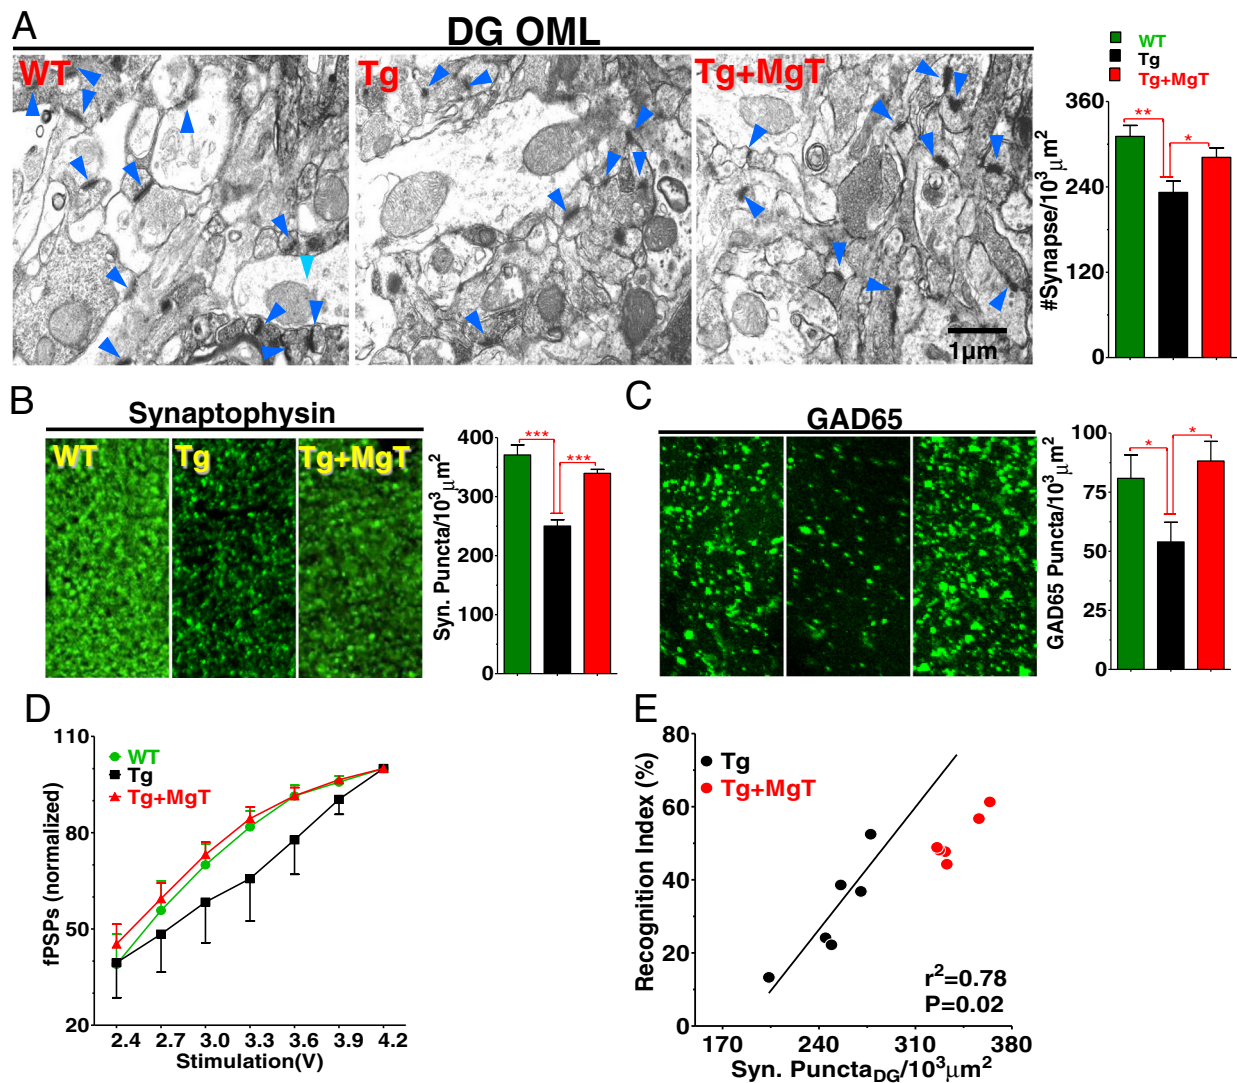 A
DG OML
WT
Tg
Tg+MgT
1µm
WT
Tg
Tg+MgT
#Synapse/10³µm²
360
240
120
0
**
*
B
Synaptophysin
WT
Tg
Tg+MgT
Syn. Puncta/10³µm²
400
300
200
100
0
***
***
C
GAD65
GAD65 Puncta/10³µm²
100
75
50
25
0
*
*
D
fPSPs (normalized)
110
80
50
20
WT
Tg
Tg+MgT
2.4 2.7 3.0 3.3 3.6 3.9 4.2
Stimulation(V)
E
Recognition Index (%)
80
60
40
20
0
Tg
Tg+MgT
r²=0.78
P=0.02
170 240 310 380
Syn. PunctaDG/10³µm²